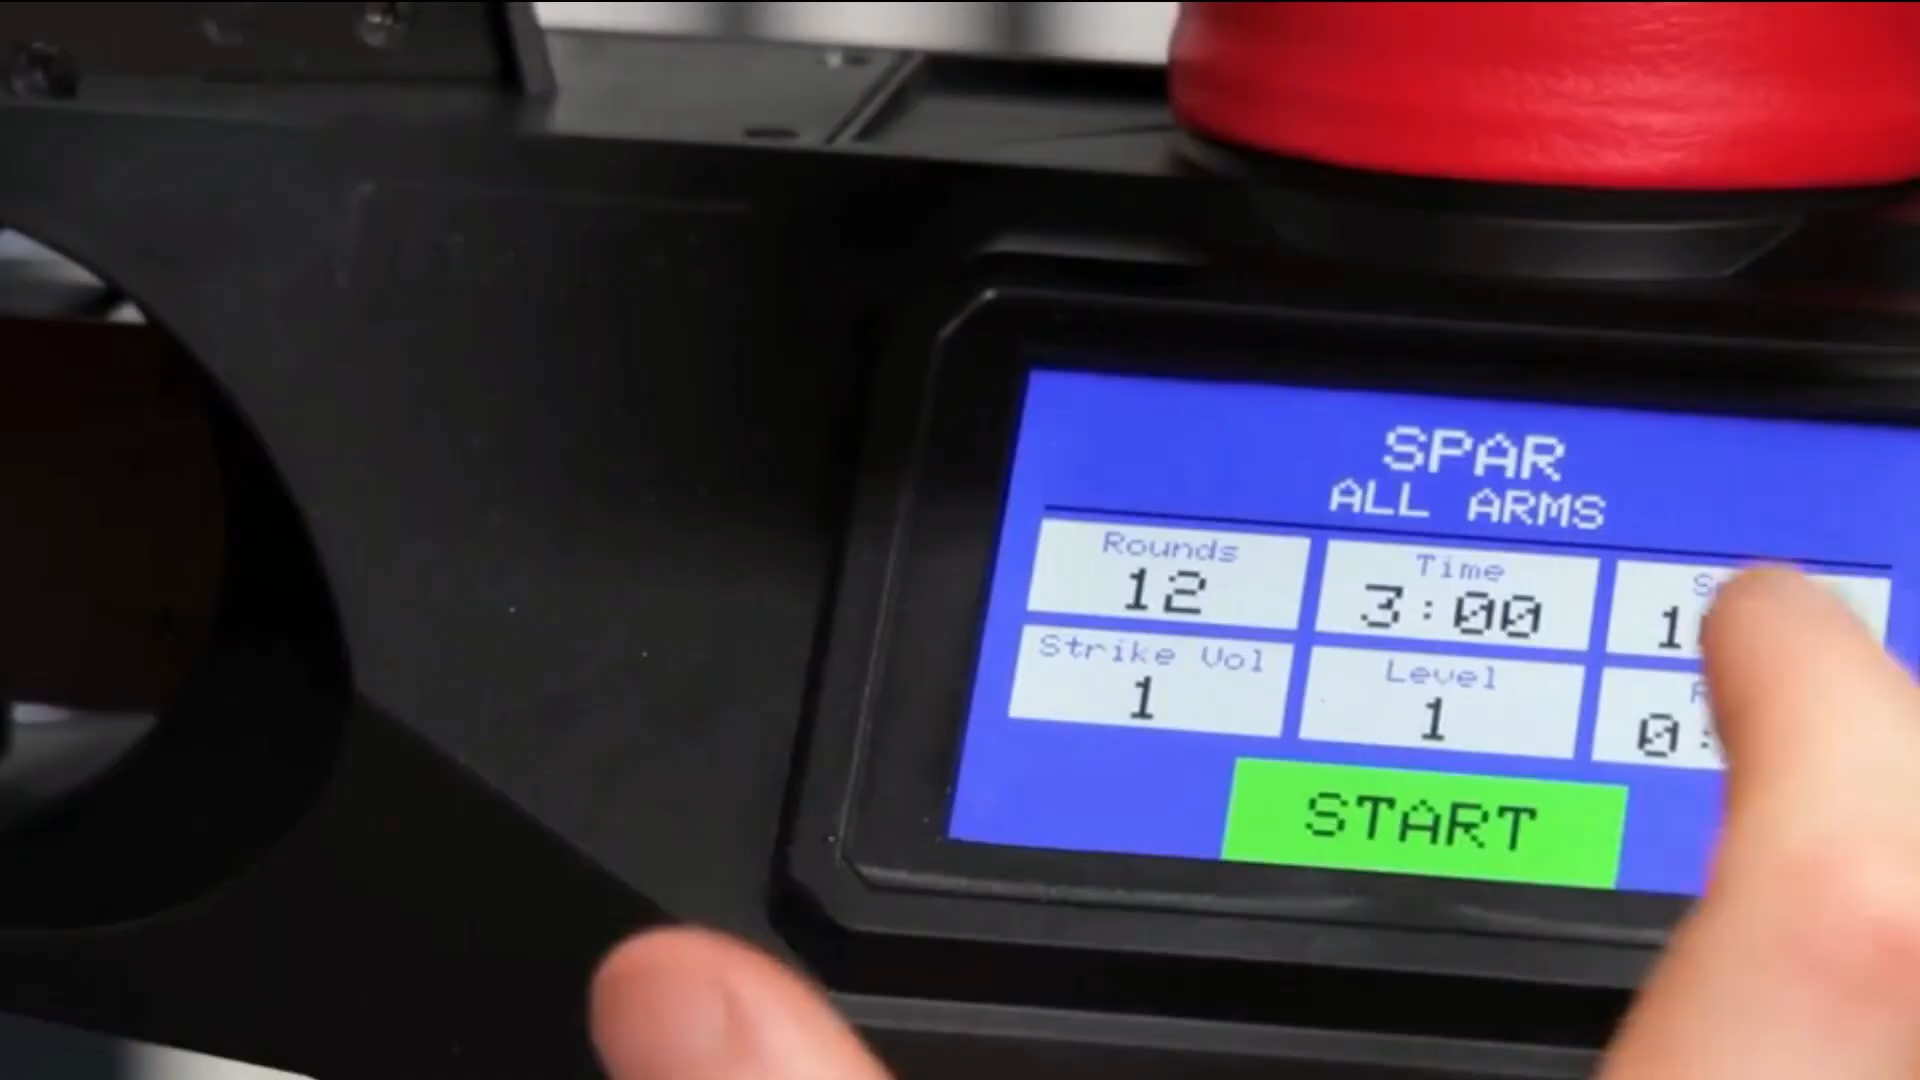 SPAR
ALL ARMS
Rounds
12
Time
3:00
Strike Vol
1
Level
1
START